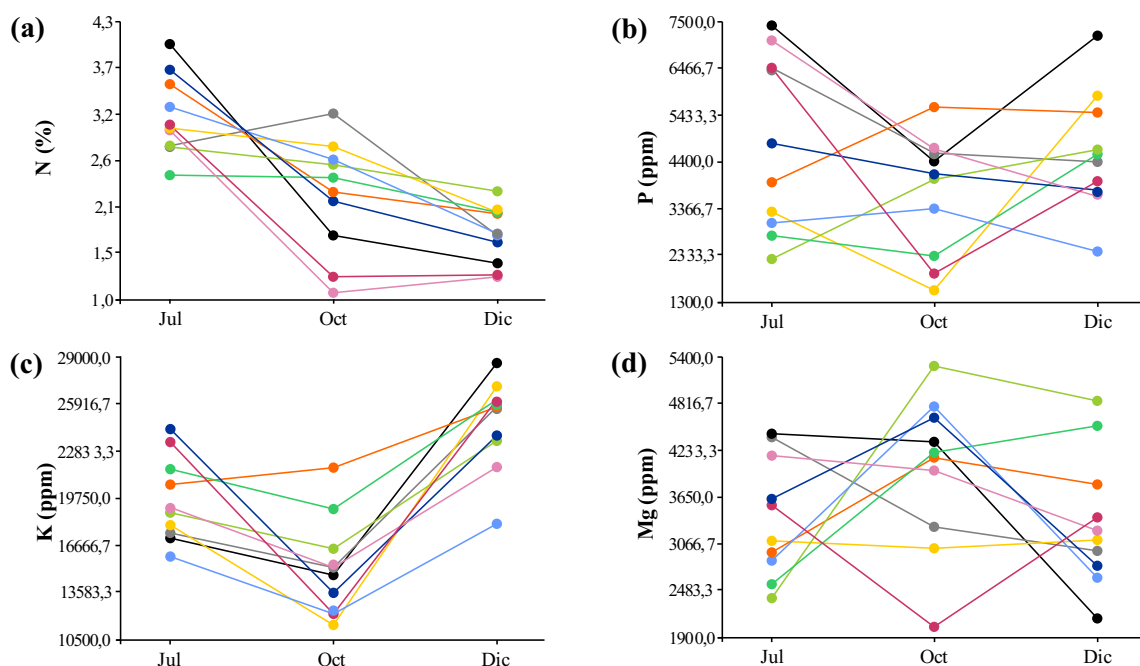 (a)
N (%)
4,3
3,7
3,2
2,6
2,1
1,5
1,0
Jul
Oct
Dic
(b)
P (ppm)
7500,0
6466,7
5433,3
4400,0
3366,7
2133,3
1300,0
Jul
Oct
Dic
(c)
K (ppm)
29000,0
25916,7
2283,3
19750,0
16666,7
13583,3
10500,0
Jul
Oct
Dic
(d)
Mg (ppm)
5400,0
4816,7
4233,3
3650,0
3066,7
2483,3
1900,0
Jul
Oct
Dic